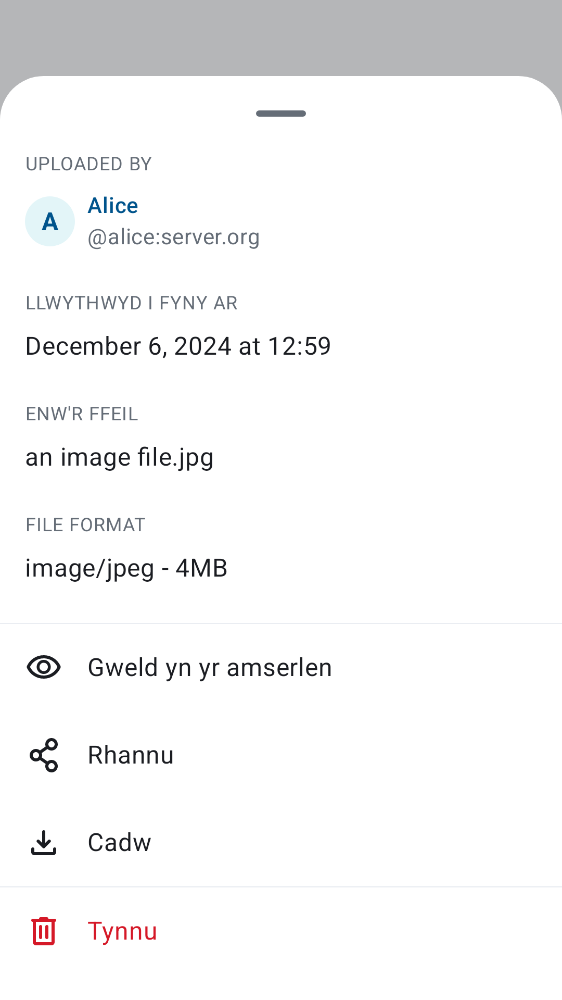 UPLOADED BY
A
Alice
@alice:server.org
LLWYTHWYD I FYNY AR
December 6, 2024 at 12:59
ENW'R FFEIL
an image file.jpg
FILE FORMAT
image/jpeg - 4MB
Gweld yn yr amserlen
Rhannu
Cadw
Tynnu